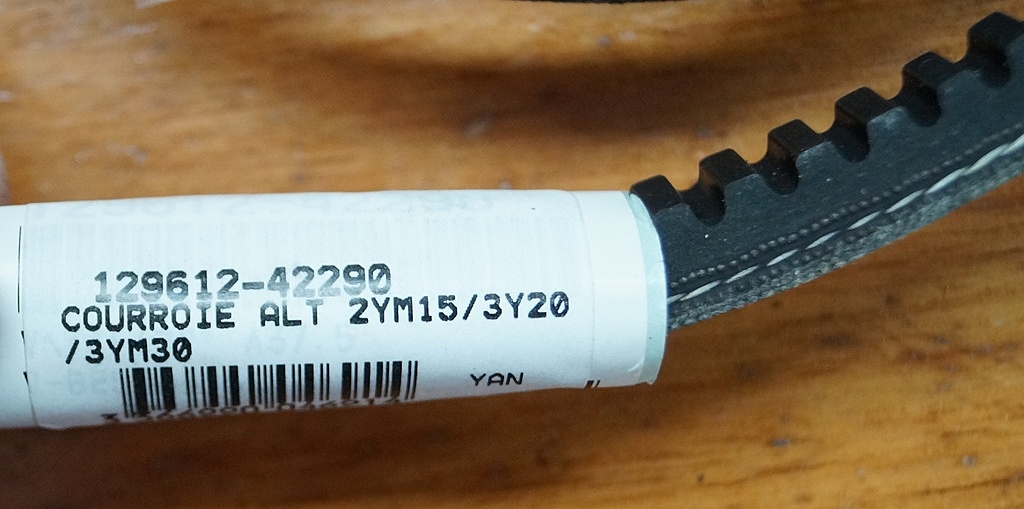 129612-42290
COURROIE ALT 2YM15/3Y20
/3YM30
YAN